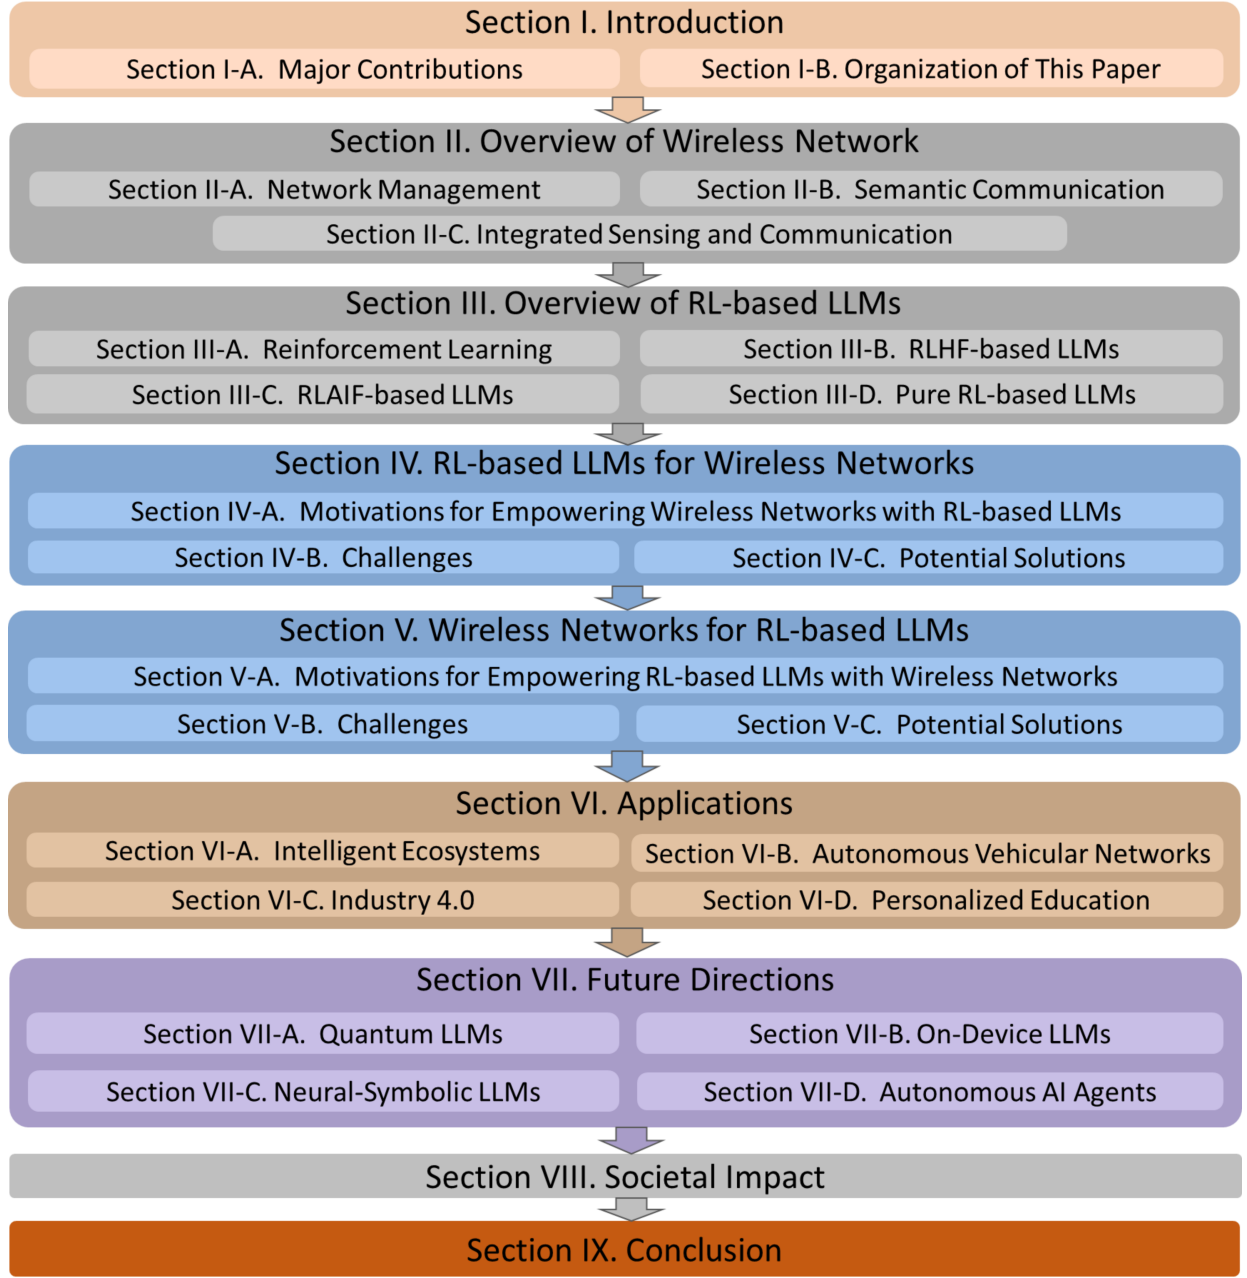 Section I. Introduction
Section I-A. Major Contributions
Section I-B. Organization of This Paper
Section II. Overview of Wireless Network
Section II-A. Network Management
Section II-B. Semantic Communication
Section II-C. Integrated Sensing and Communication
Section III. Overview of RL-based LLMs
Section III-A. Reinforcement Learning
Section III-B. RLHF-based LLMs
Section III-C. RLAIF-based LLMs
Section III-D. Pure RL-based LLMs
Section IV. RL-based LLMs for Wireless Networks
Section IV-A. Motivations for Empowering Wireless Networks with RL-based LLMs
Section IV-B. Challenges
Section IV-C. Potential Solutions
Section V. Wireless Networks for RL-based LLMs
Section V-A. Motivations for Empowering RL-based LLMs with Wireless Networks
Section V-B. Challenges
Section V-C. Potential Solutions
Section VI. Applications
Section VI-A. Intelligent Ecosystems
Section VI-B. Autonomous Vehicular Networks
Section VI-C. Industry 4.0
Section VI-D. Personalized Education
Section VII. Future Directions
Section VII-A. Quantum LLMs
Section VII-B. On-Device LLMs
Section VII-C. Neural-Symbolic LLMs
Section VII-D. Autonomous AI Agents
Section VIII. Societal Impact
Section IX. Conclusion